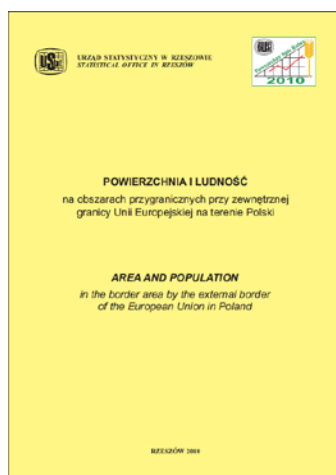 URZĄD STATYSTYCZNY W RZESZOWIE
STATISTICAL OFFICE IN RZESZÓW
2010
POWIERZCHNIA I LUDNOŚĆ
na obszarach przygranicznych przy zewnętrznej
granicy Unii Europejskiej na terenie Polski
AREA AND POPULATION
in the border area by the external border
of the European Union in Poland
RZESZÓW 2010